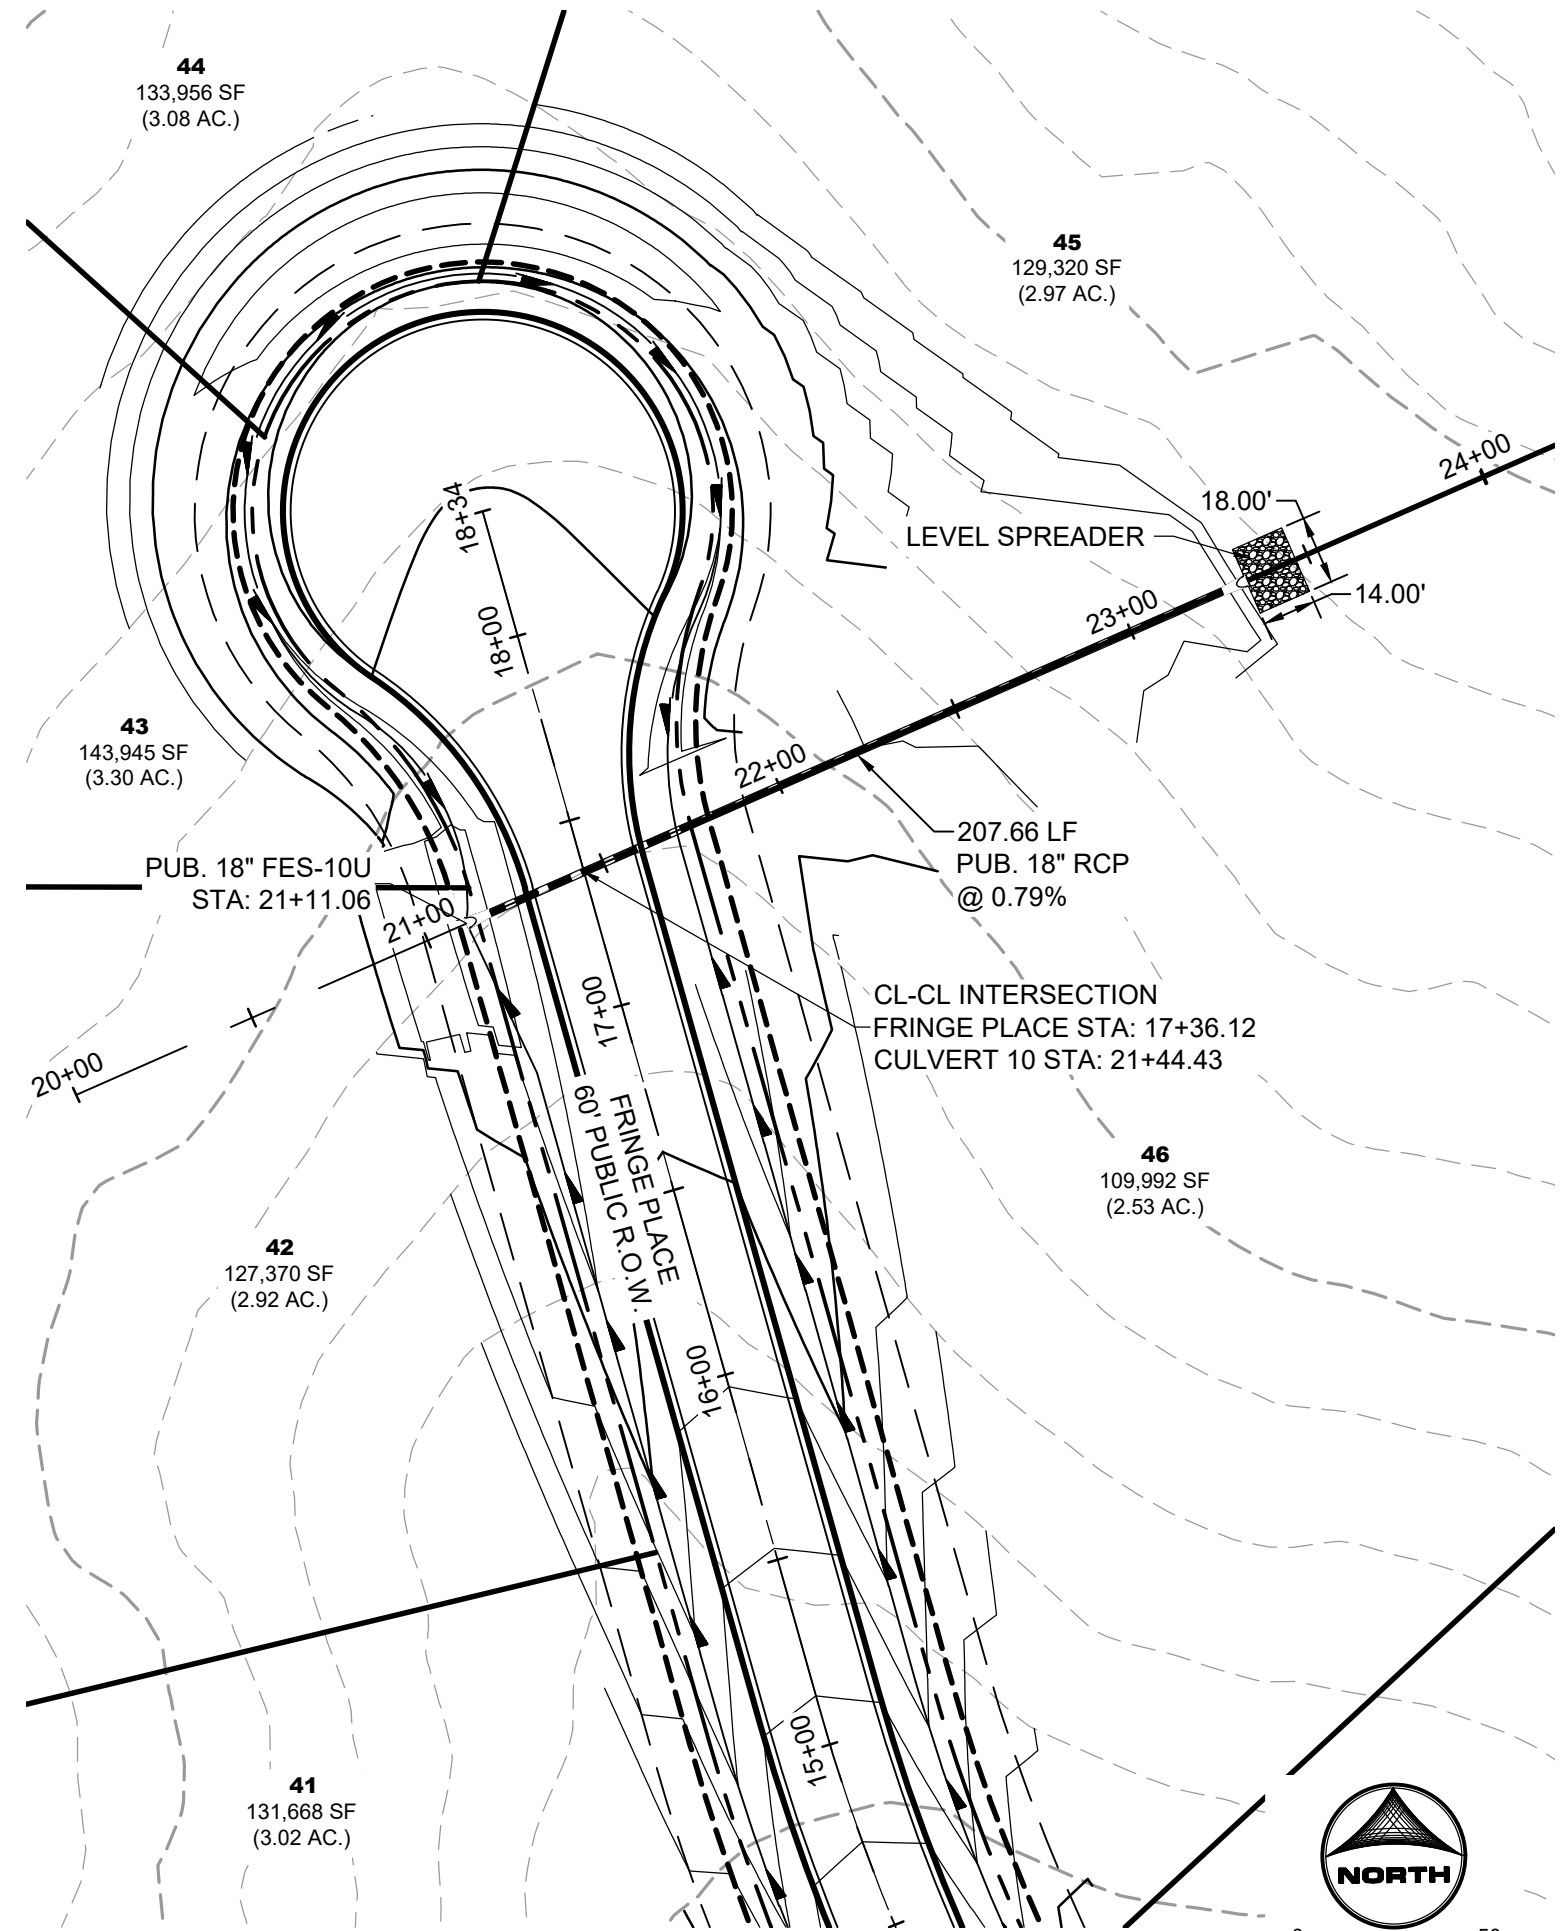 44
133,956 SF
(3.08 AC.)
45
129,320 SF
(2.97 AC.)
24+00
18.00'
18+34
LEVEL SPREADER
14.00'
23+00
18+00
43
143,945 SF
(3.30 AC.)
22+00
207.66 LF
PUB. 18" RCP
@ 0.79%
PUB. 18" FES-10U
STA: 21+11.06
21+00
CL-CL INTERSECTION
FRINGE PLACE STA: 17+36.12
CULVERT 10 STA: 21+44.43
17+00
20+00
FRINGE PLACE
60' PUBLIC R.O.W.
46
109,992 SF
(2.53 AC.)
42
127,370 SF
(2.92 AC.)
16+00
15+00
41
131,668 SF
(3.02 AC.)
NORTH